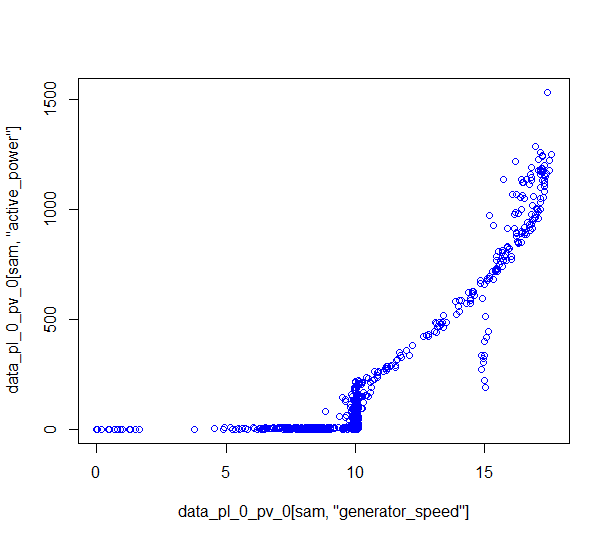 1500
1000
500
0
data_pl_0_pv_0[sam, "active_power"]
0 5 10 15
data_pl_0_pv_0[sam, "generator_speed"]